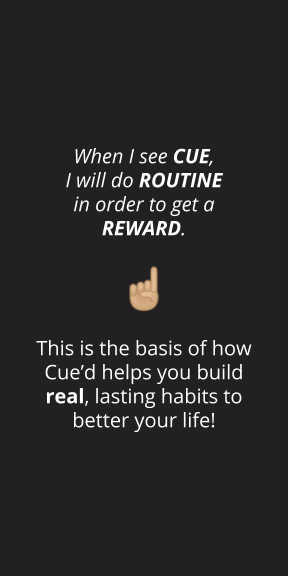 When I see CUE,
I will do ROUTINE
in order to get a
REWARD.
This is the basis of how
Cue’d helps you build
real, lasting habits to
better your life!